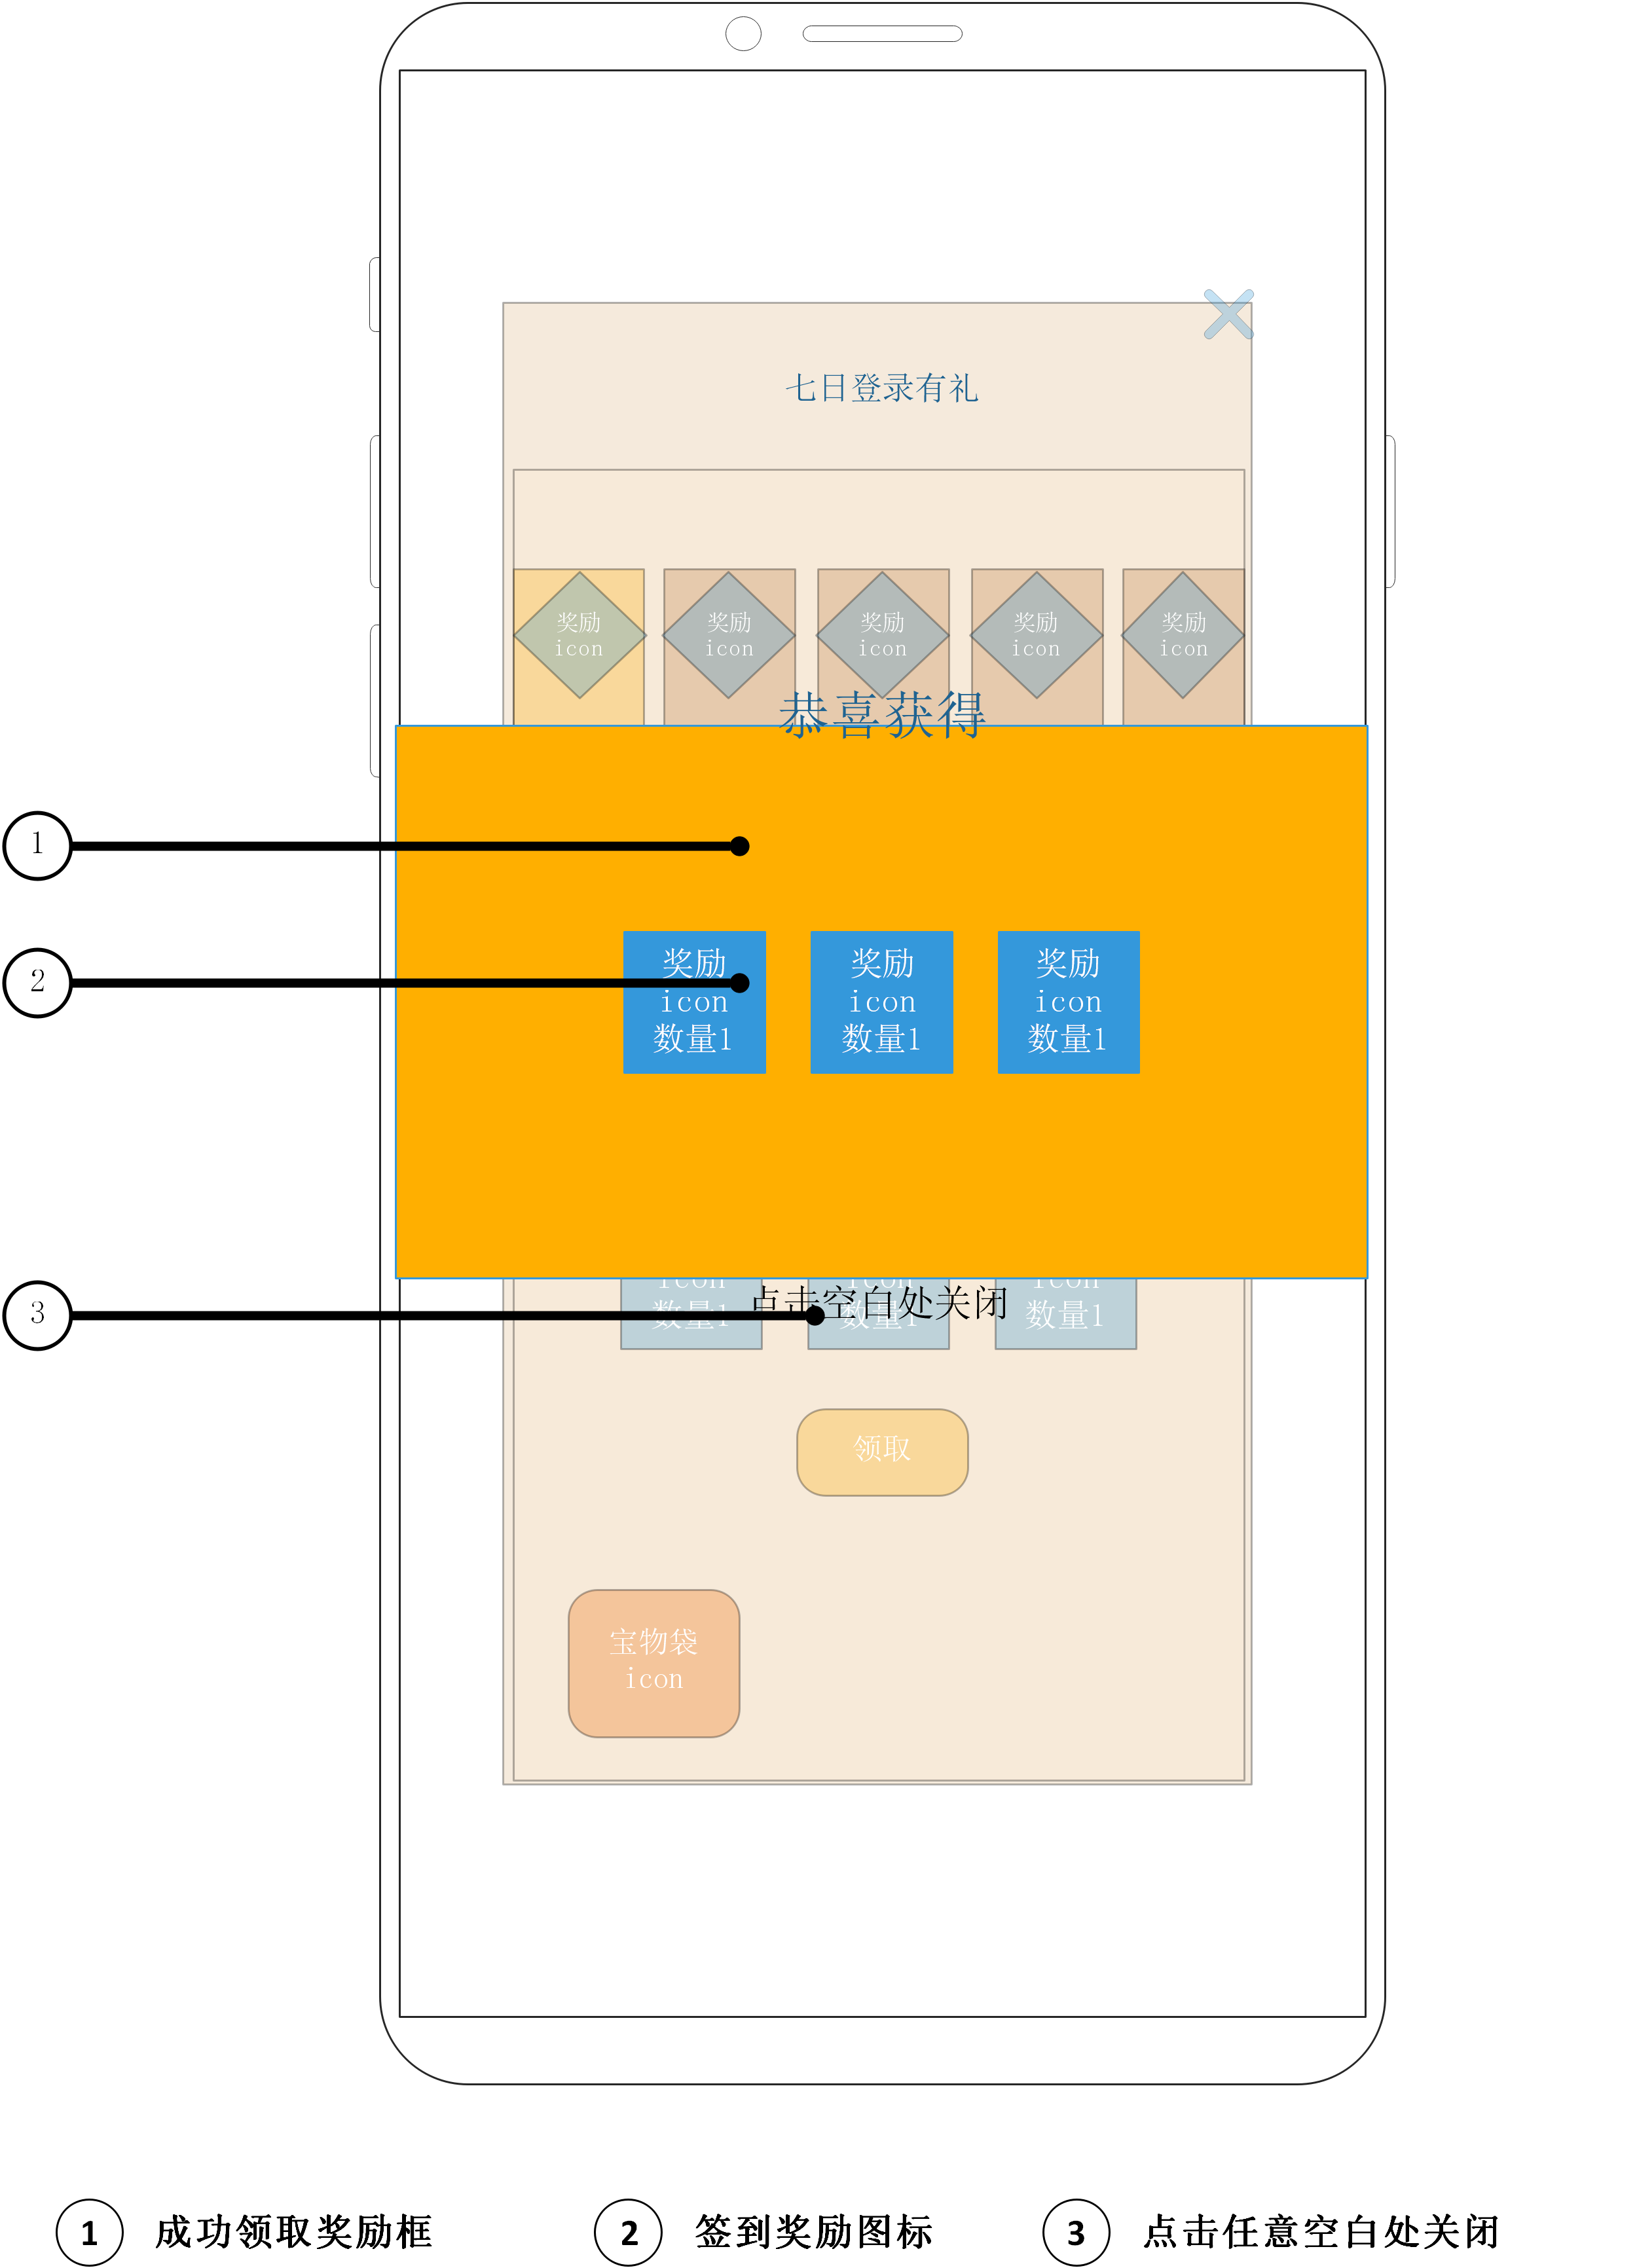 七日登录有礼
奖励
icon
奖励
icon
奖励
icon
奖励
icon
奖励
icon
恭喜获得
1
2
奖励
icon
数量1
奖励
icon
数量1
奖励
icon
数量1
3
icon
数量1
icon
数量1
icon
数量1
点击空白处关闭
领取
宝物袋
icon
1 成功领取奖励框
2 签到奖励图标
3 点击任意空白处关闭